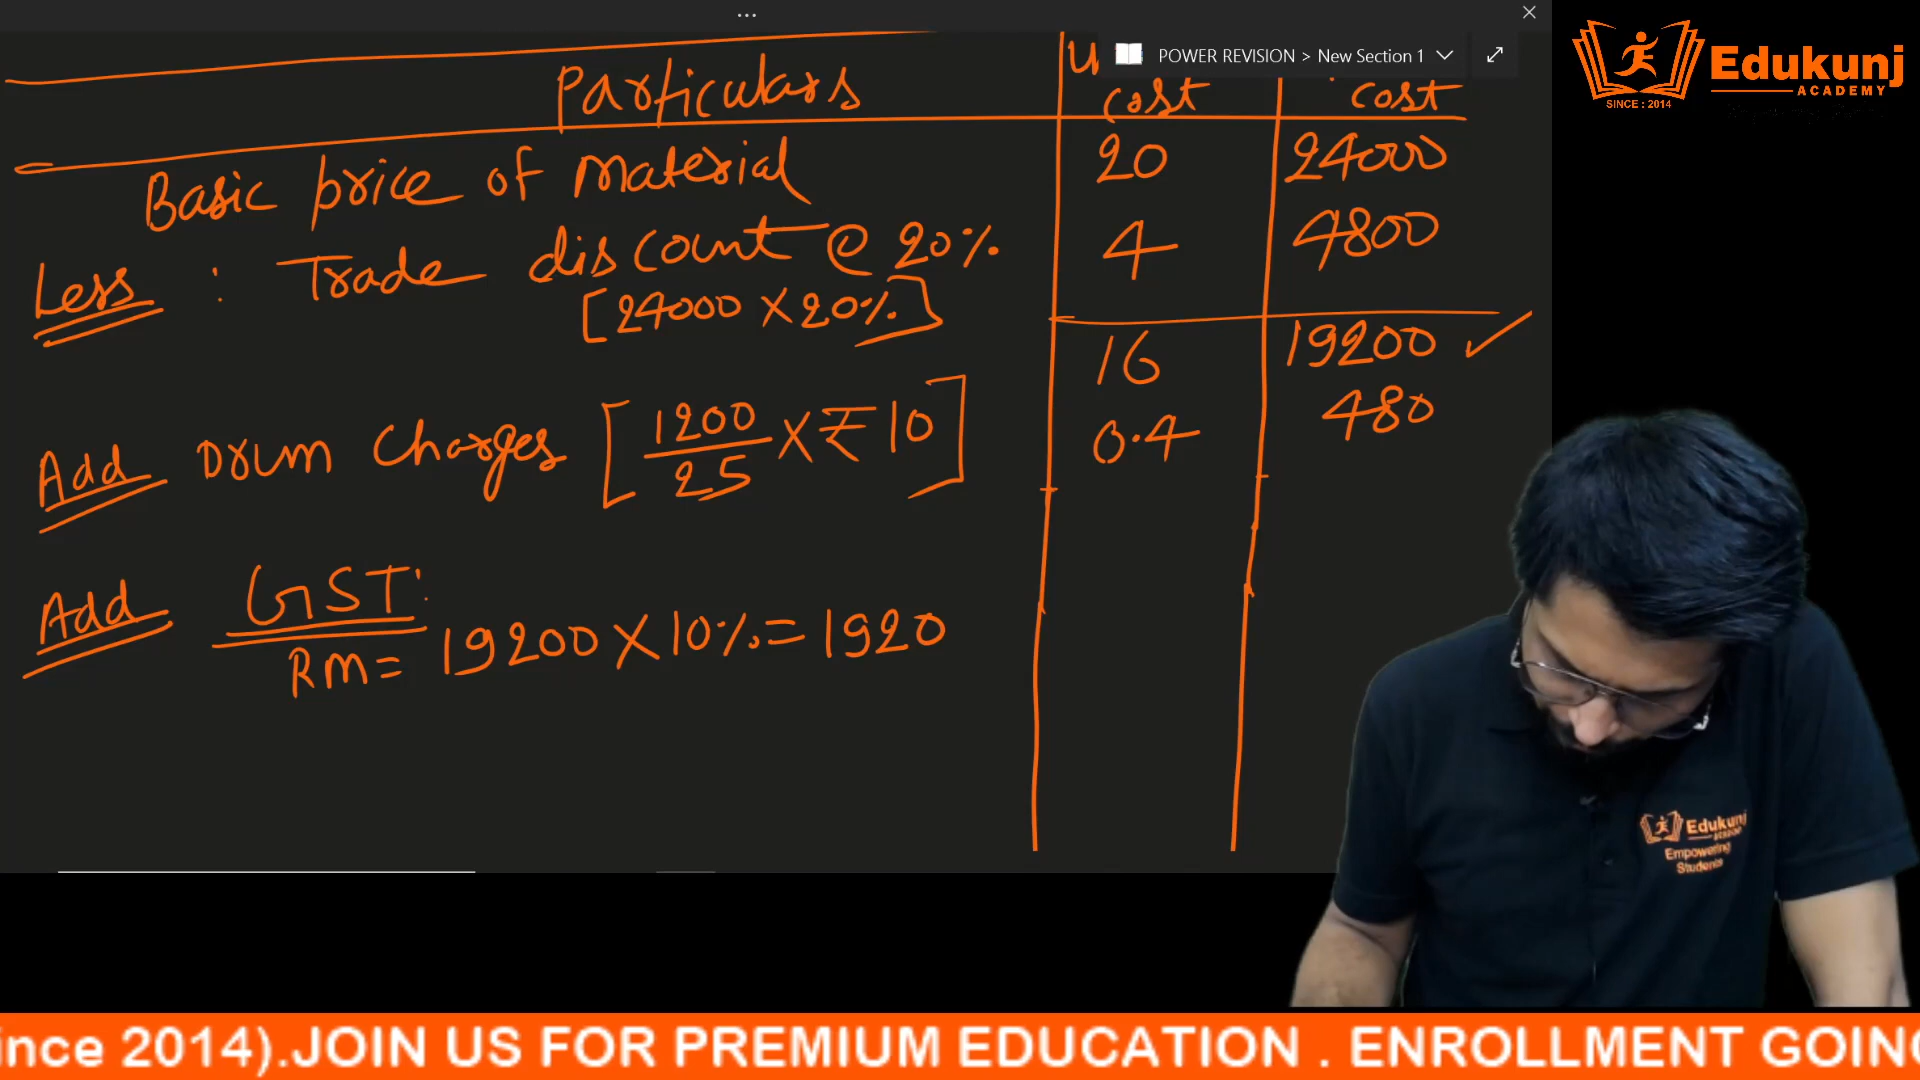 POWER REVISION > New Section 1
Edukunj
ACADEMY
SINCE : 2014
Particulars
cost
cost
Basic price of material 20 24000
Less : Trade discount @ 20% 4 4800
[24000 X 20%]
16 19200 ✓
Add Drum Charges [1200/25 X ₹10] 0.4 480
Add GST:
RM= 19200 X 10% = 1920
Edukunj
Empowering
Students
ince 2014).JOIN US FOR PREMIUM EDUCATION . ENROLLMENT GOING